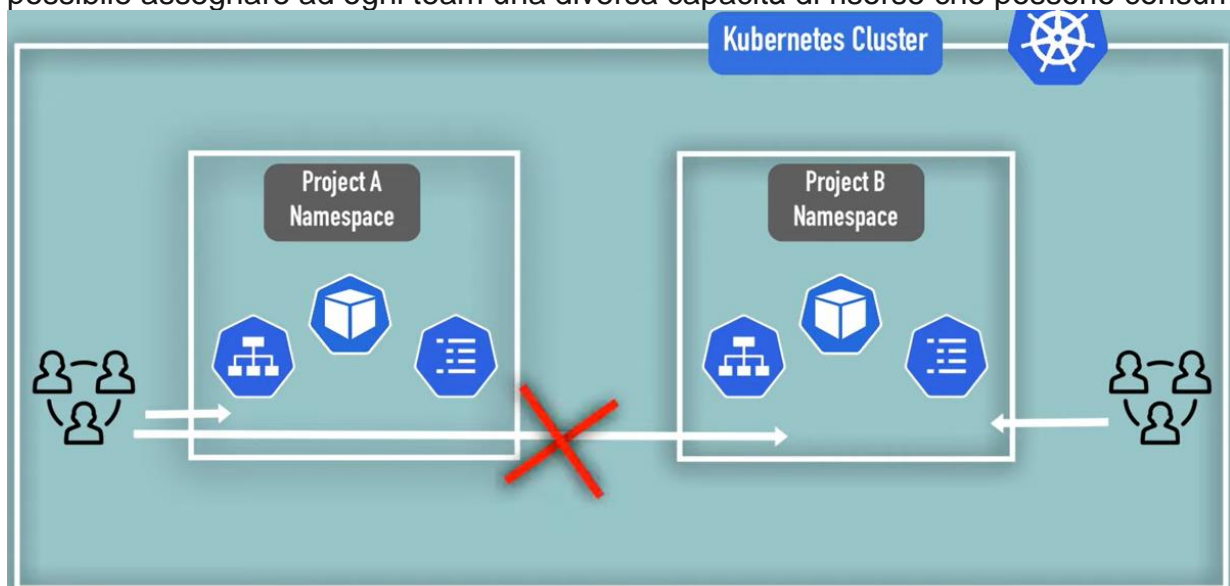 possibile assegnare ad ogni team una diversa capacità di risorse che possono
Kubernetes Cluster
Project A
Namespace
Project B
Namespace